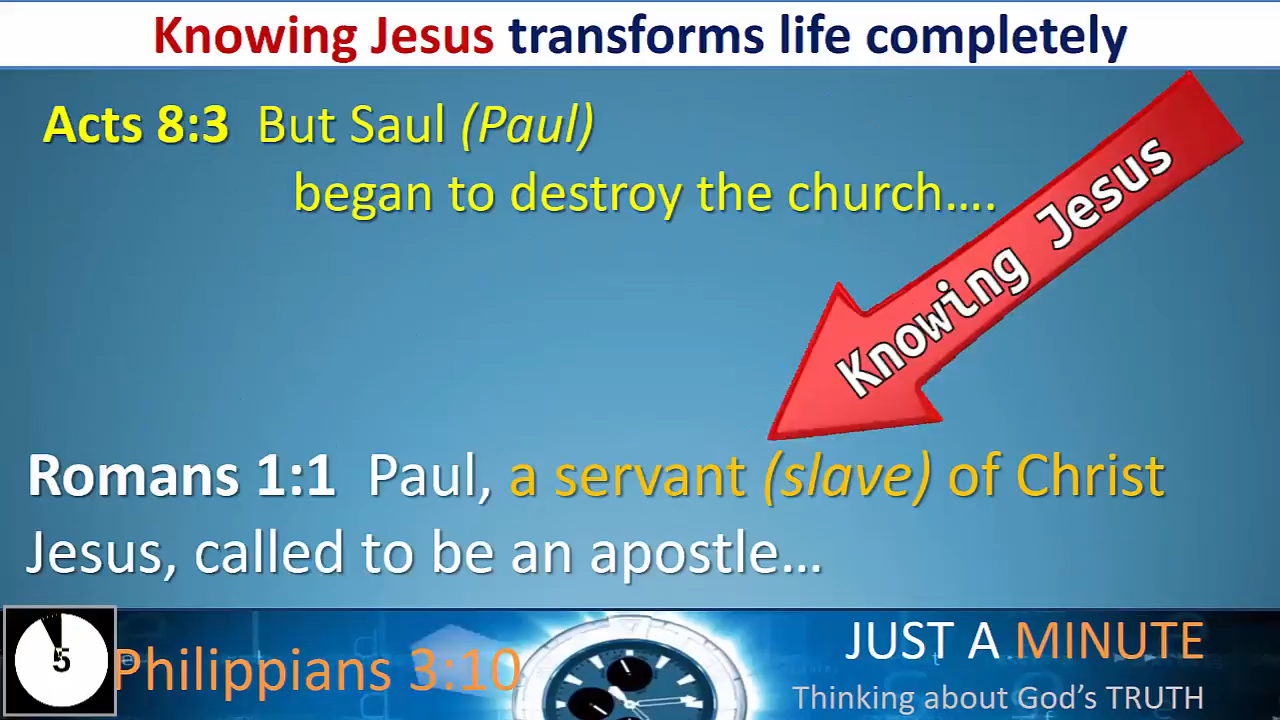 Knowing Jesus transforms life completely
Acts 8:3 But Saul (Paul)
began to destroy the church....
Knowing Jesus
Romans 1:1 Paul, a servant (slave) of Christ
Jesus, called to be an apostle...
5
Philippians 3:10
JUST A MINUTE
Thinking about God's TRUTH